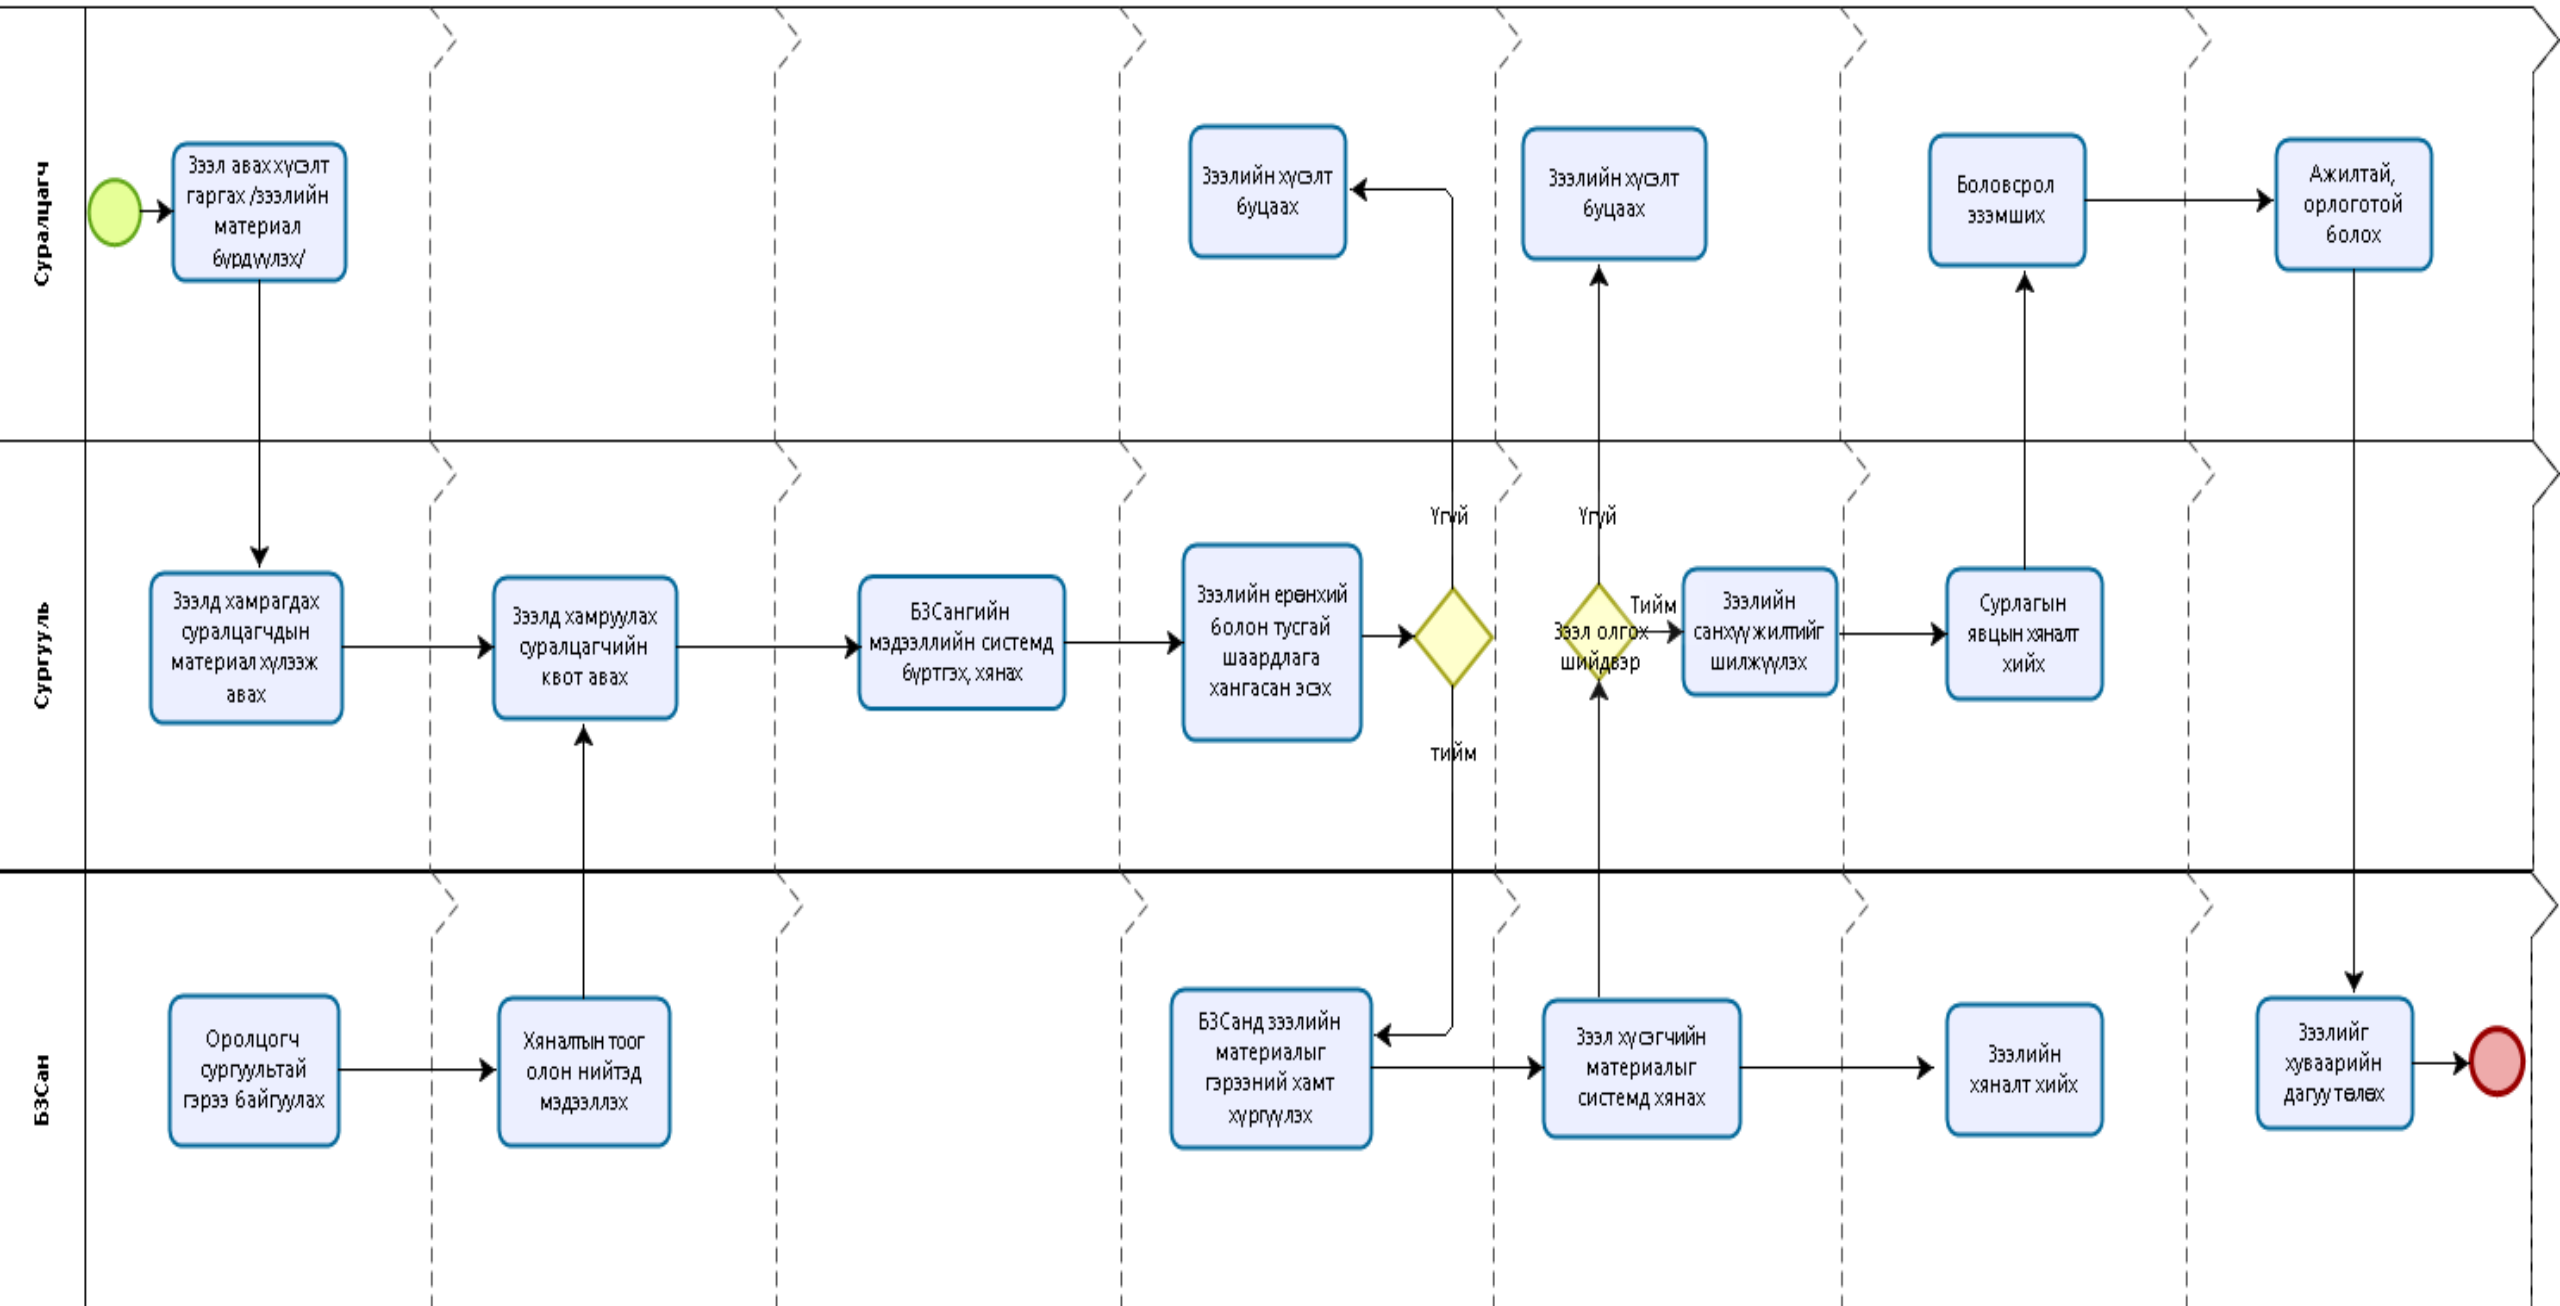 Суралцагч
Зээл авах хүсэлт
гаргах /зээлийн
материал
бүрдүүлэх/
Зээлийн хүсэлт
буцаах
Зээлийн хүсэлт
буцаах
Боловсрол
эзэмших
Ажилтай,
орлоготой
болох
Сургууль
Зээлд хамрагдах
суралцагчдын
материал хүлээж
авах
Зээлд хамруулах
суралцагчийн
квот авах
БЗСангийн
мэдээллийн системд
бүртгэх, хянах
Зээлийн ерөнхий
болон тусгай
шаардлага
хангасан эсэх
Үгүй
тийм
Үгүй
Зээл олгох
шийдвэр
Тийм
Зээлийн
санхүүжилтийг
шилжүүлэх
Сурлагын
явцын хяналт
хийх
БЗСан
Оролцогч
сургуультай
гэрээ байгуулах
Хяналтын тоог
олон нийтэд
мэдээллэх
БЗСанд зээлийн
материалыг
гэрээний хамт
хүргүүлэх
Зээл хүсэгчийн
материалыг
системд хянах
Зээлийн
хяналт хийх
Зээлийг
хуваарийн
дагуу төлөх